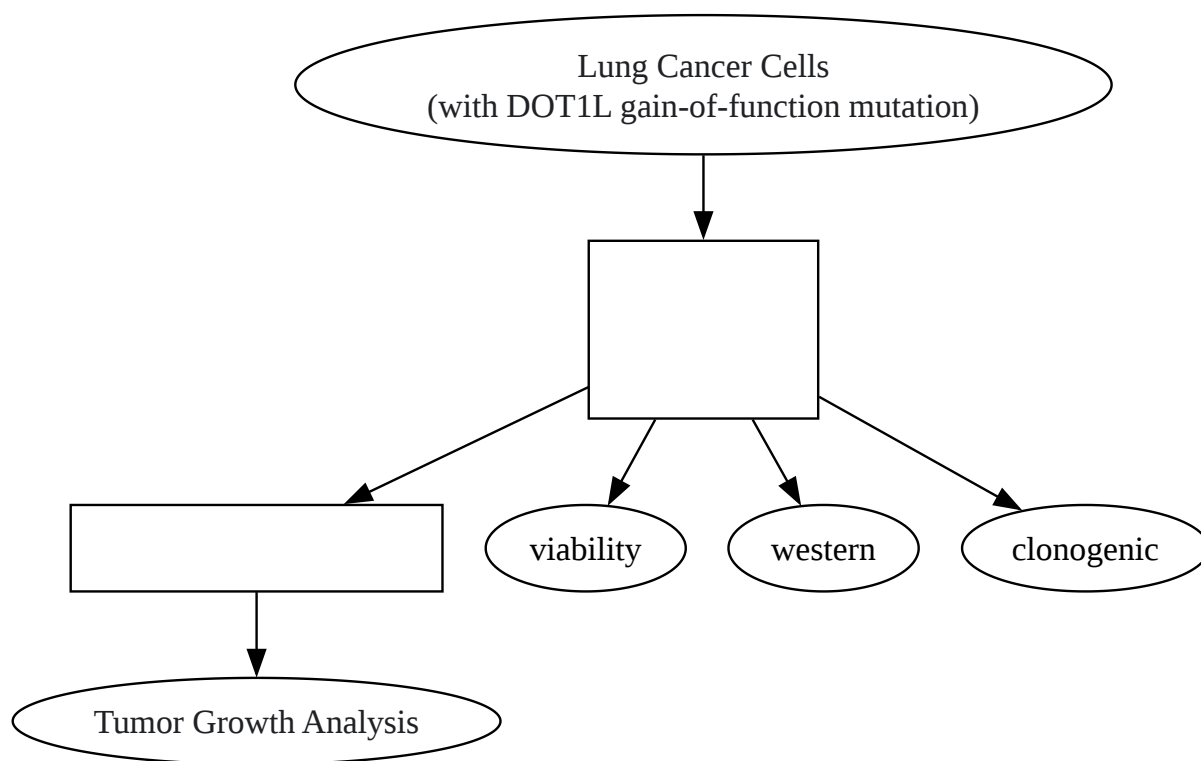 Lung Cancer Cells
(with DOT1L gain-of-function mutation)
viability
western
clonogenic
Tumor Growth Analysis